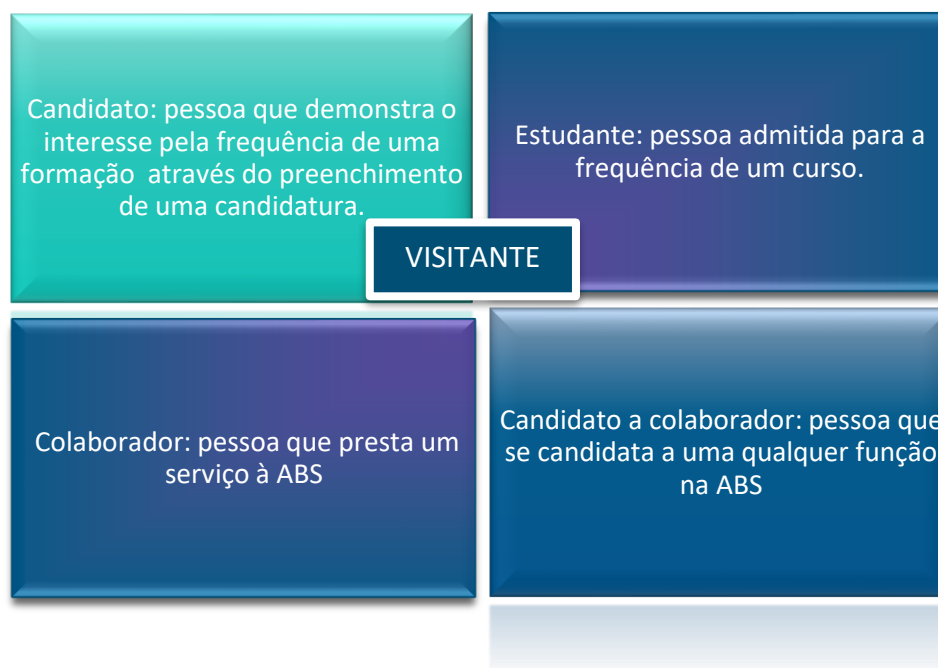 Candidato: pessoa que demonstra o
interesse pela frequência de uma
formação através do preenchimento
de uma candidatura.
Estudante: pessoa admitida para a
frequência de um curso.
VISITANTE
Colaborador: pessoa que presta um
serviço à ABS
Candidato a colaborador: pessoa que
se candidata a uma qualquer função
na ABS